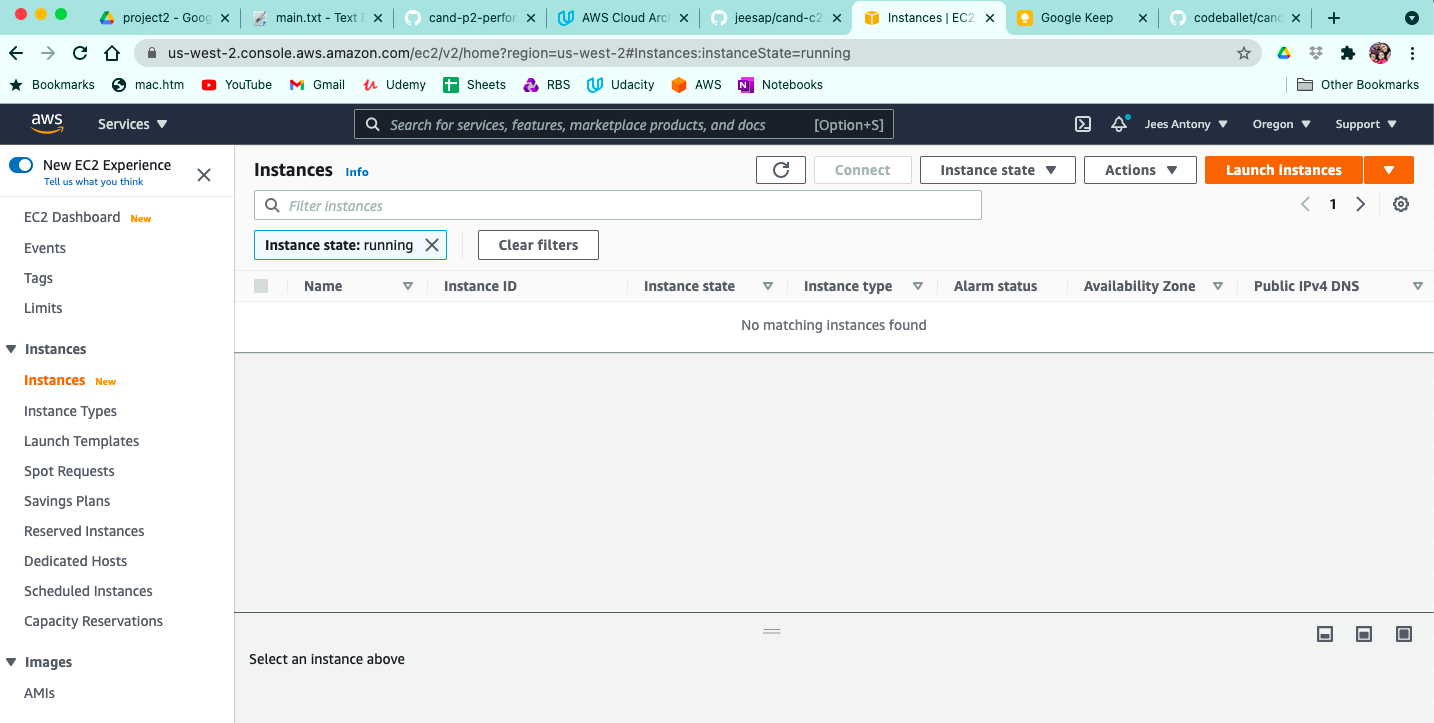 project2 - Goog
main.txt - Text E
cand-p2-perfor
AWS Cloud Arch
jeesap/cand-c2
Instances | EC2
Google Keep
codeballet/cand
us-west-2.console.aws.amazon.com/ec2/v2/home?region=us-west-2#Instances:instanceState=running
Bookmarks mac.htm YouTube Gmail Udemy Sheets RBS Udacity AWS Notebooks Other Bookmarks
aws Services Search for services, features, marketplace products, and docs [Option+S] Jees Antony Oregon Support
New EC2 Experience
Tell us what you think
EC2 Dashboard New
Events
Tags
Limits
Instances
Instances New
Instance Types
Launch Templates
Spot Requests
Savings Plans
Reserved Instances
Dedicated Hosts
Scheduled Instances
Capacity Reservations
Images
AMIs
Instances Info
Connect Instance state Actions Launch instances
Filter instances
1
Instance state: running Clear filters
Name Instance ID Instance state Instance type Alarm status Availability Zone Public IPv4 DNS
No matching instances found
Select an instance above